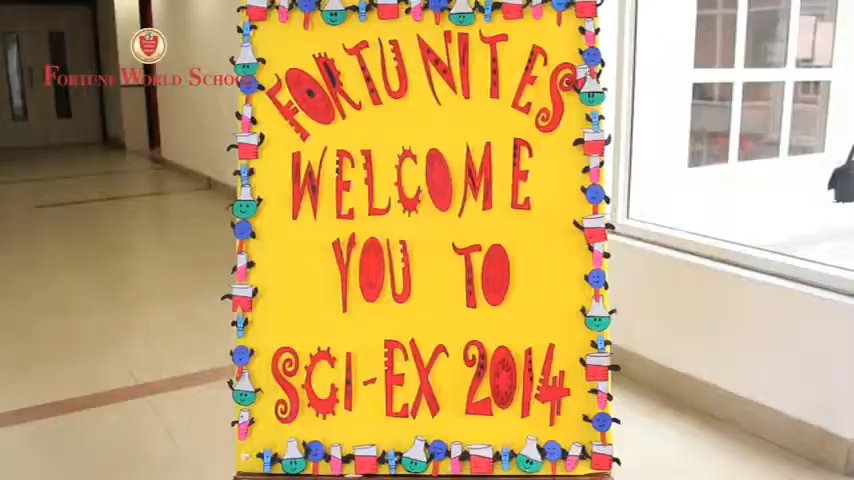 FORTUNE WORLD SCHOOL
FORTUNITES
WELCOME
YOU TO
SCI-EX 2014